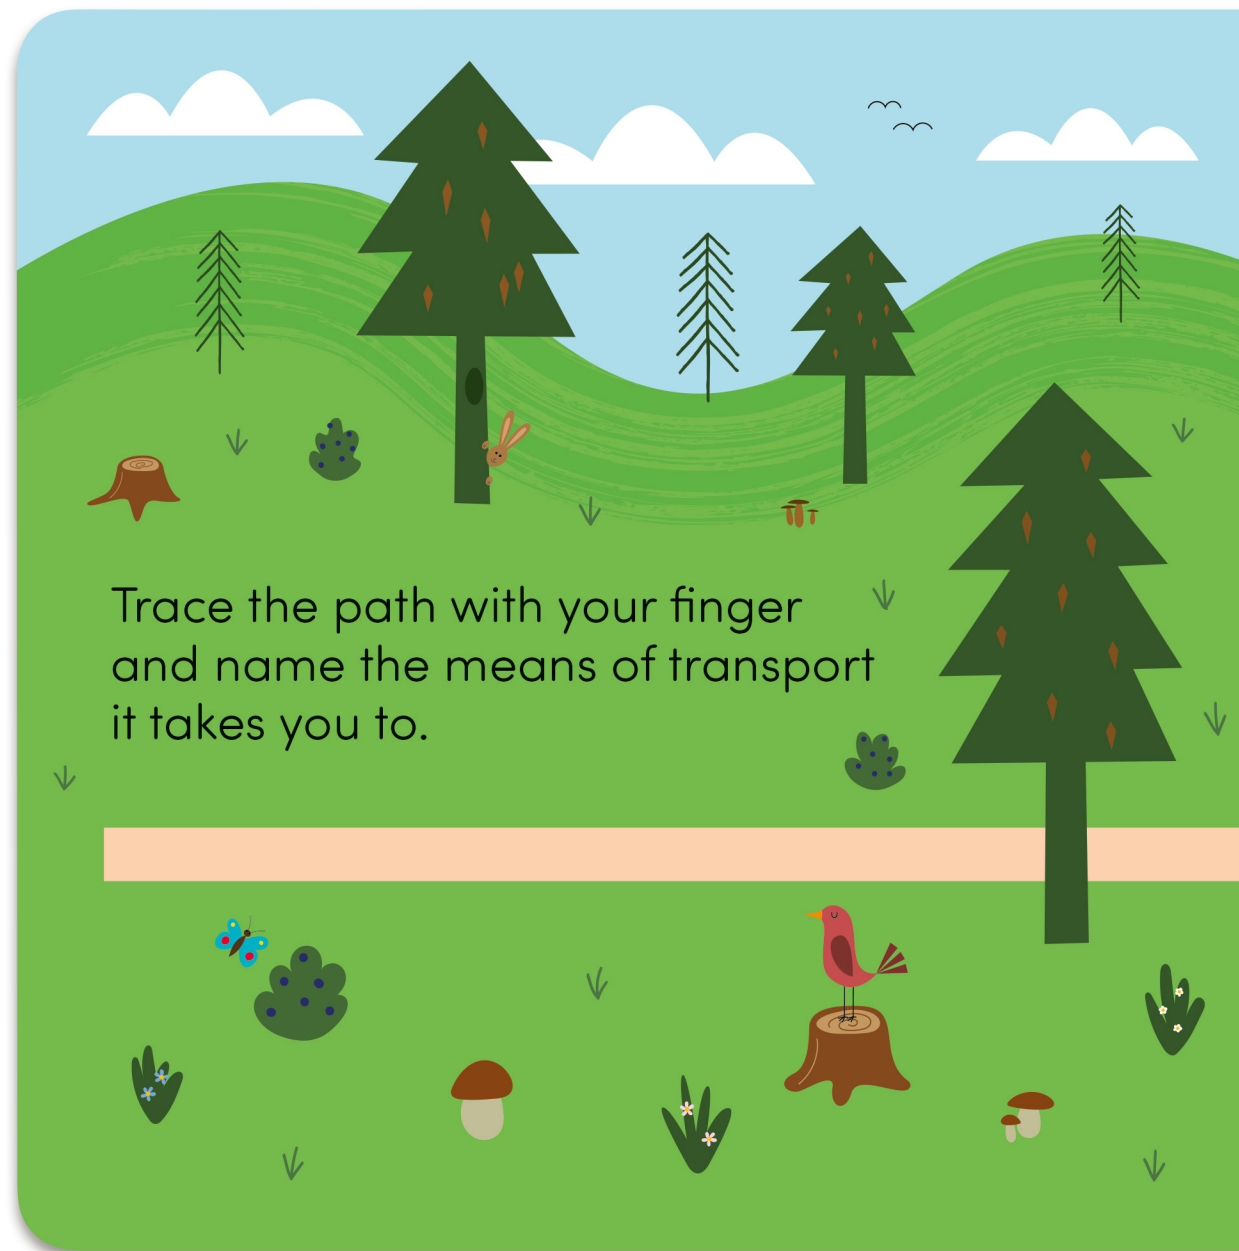 Trace the path with your finger
and name the means of transport
it takes you to.